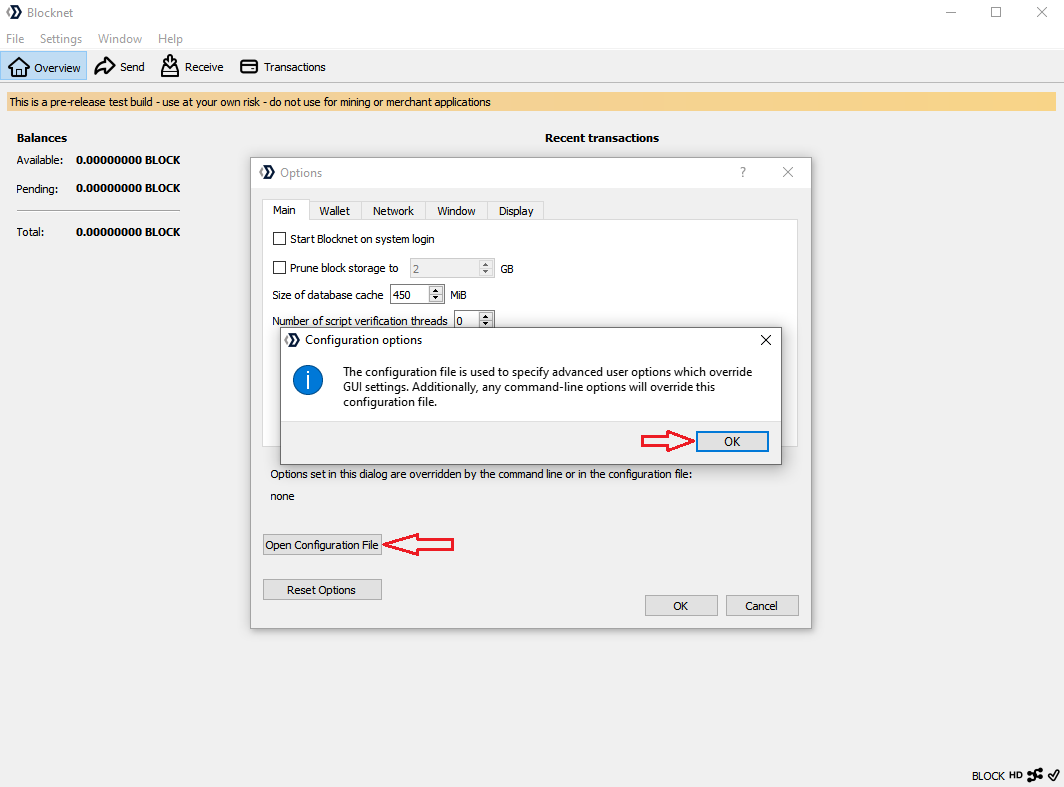 Blocknet
File Settings Window Help
Overview Send Receive Transactions
This is a pre-release test build - use at your own risk - do not use for mining or merchant applications
Balances
Available: 0.00000000 BLOCK
Pending: 0.00000000 BLOCK
Total: 0.00000000 BLOCK
Recent transactions
Options
?
Main Wallet Network Window Display
Start Blocknet on system login
Prune block storage to 2 GB
Size of database cache 450 MiB
Number of script verification threads 0
Configuration options
The configuration file is used to specify advanced user options which override
GUI settings. Additionally, any command-line options will override this
configuration file.
OK
Options set in this dialog are overridden by the command line or in the configuration file:
none
Open Configuration File
Reset Options
OK Cancel
BLOCK HD